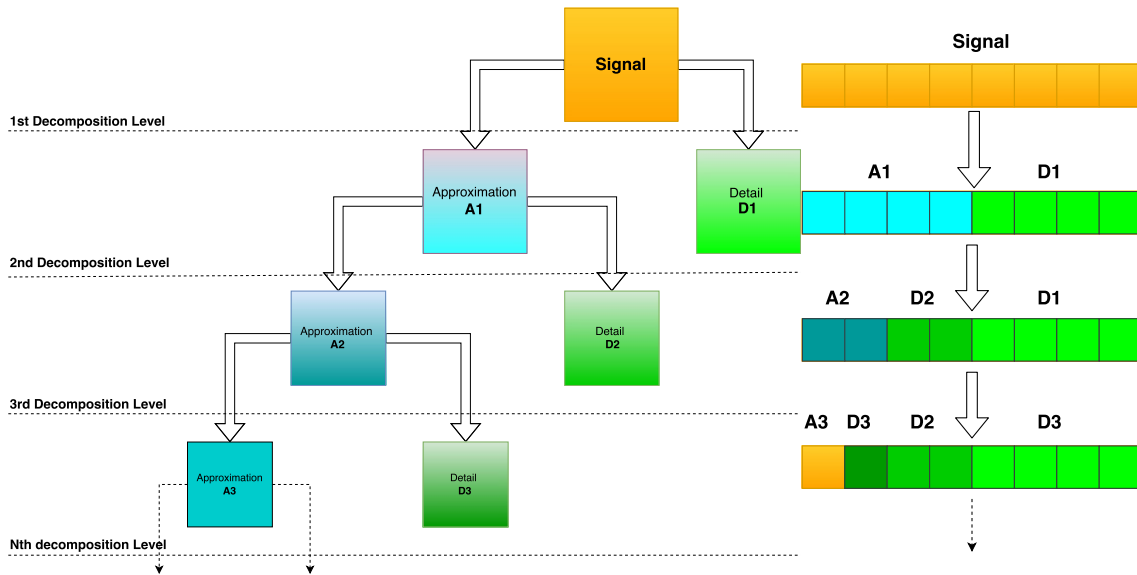 Signal
Signal
1st Decomposition Level
Approximation
A1
Detail
D1
A1
D1
2nd Decomposition Level
Approximation
A2
Detail
D2
A2
D2
D1
3rd Decomposition Level
A3
D3
D2
D3
Approximation
A3
Detail
D3
Nth decomposition Level